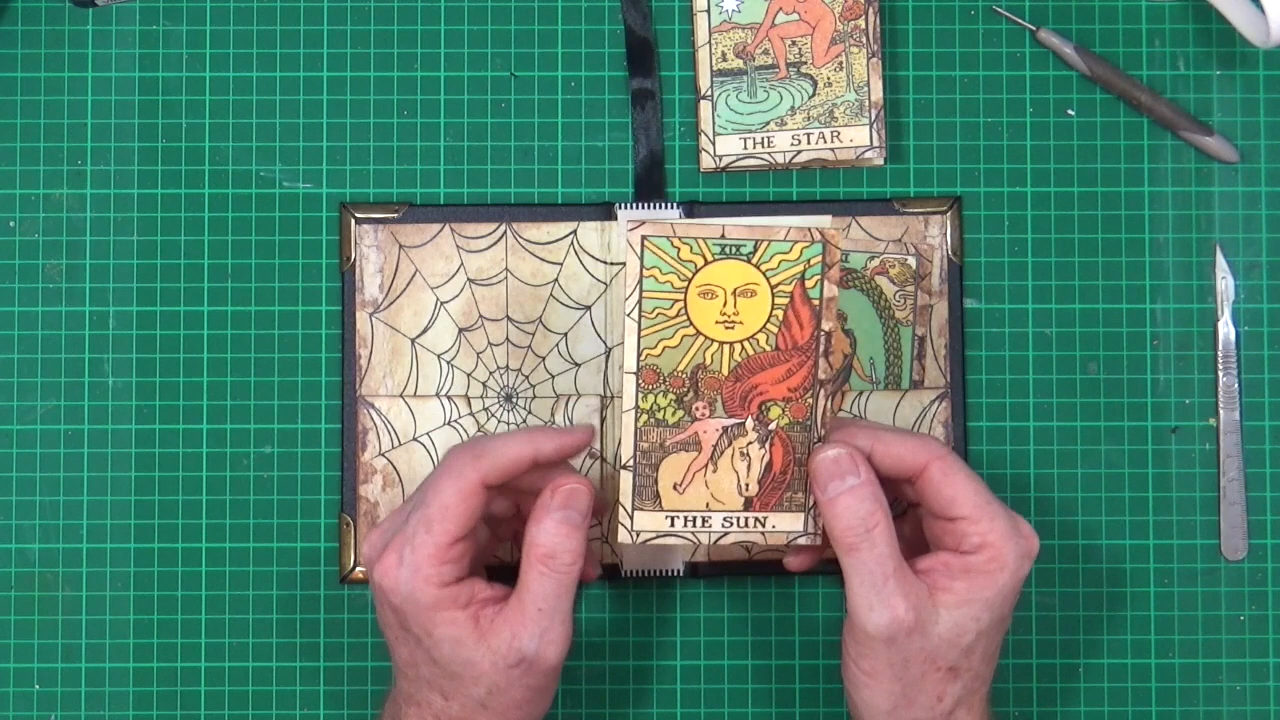 THE STAR.
XIX
THE SUN.